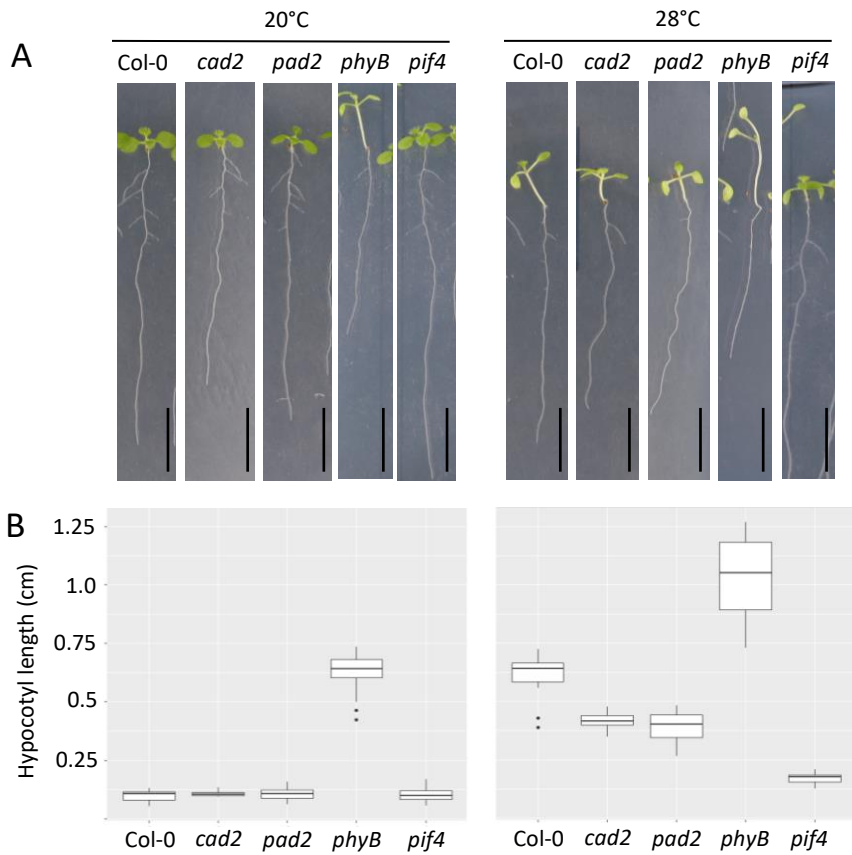 20°C 28°C
A Col-0 cad2 pad2 phyB pif4 Col-0 cad2 pad2 phyB pif4
B
Hypocotyl length (cm)
1.25
1.0
0.75
0.5
0.25
Col-0 cad2 pad2 phyB pif4 Col-0 cad2 pad2 phyB pif4